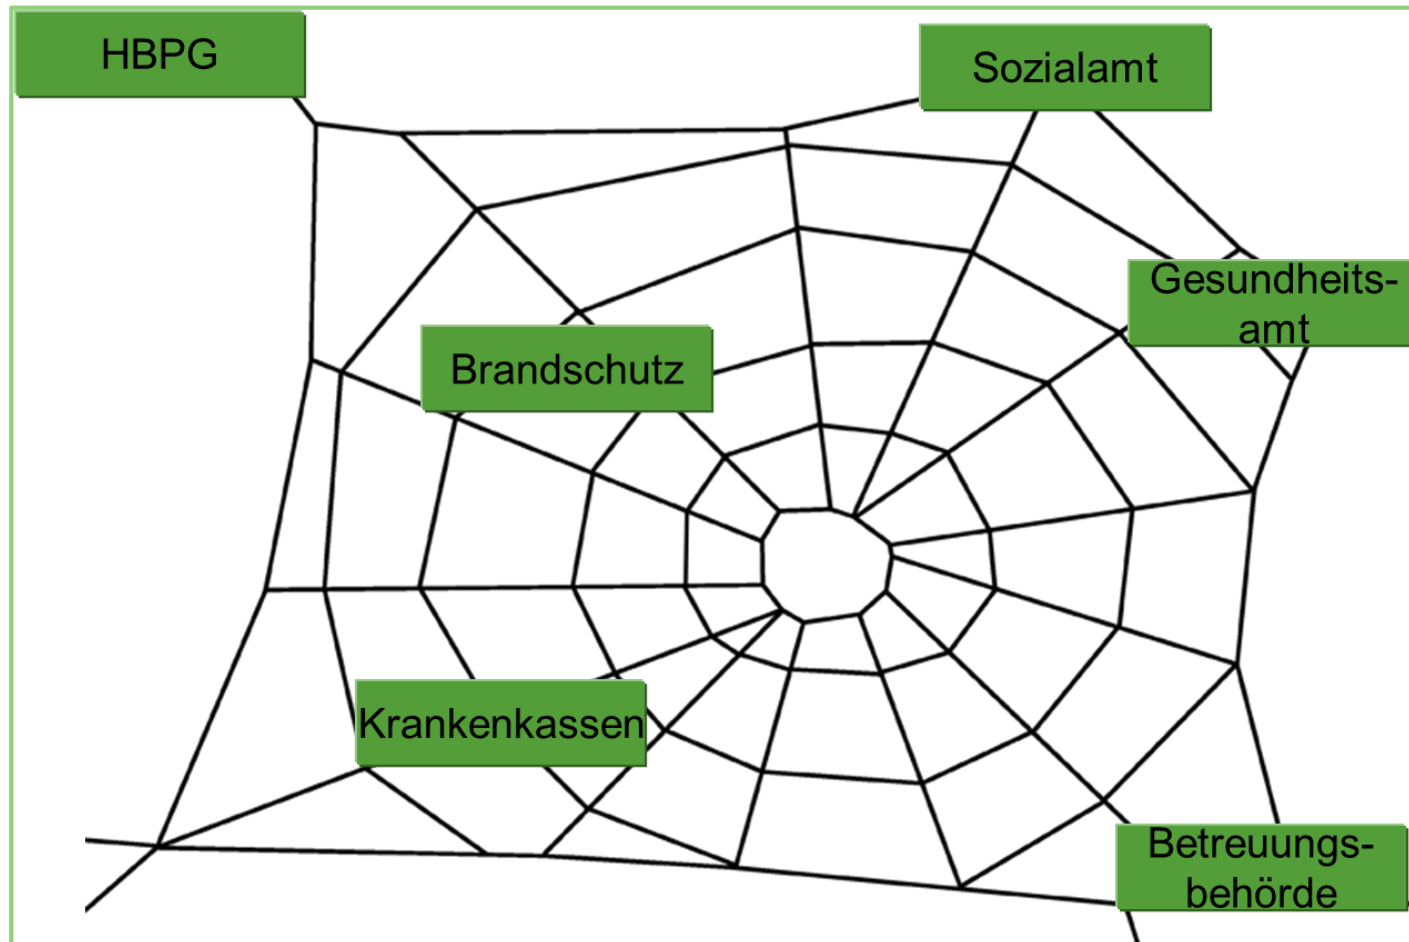 HBPG
Sozialamt
Gesundheits-
amt
Brandschutz
Krankenkassen
Betreuungs-
behörde